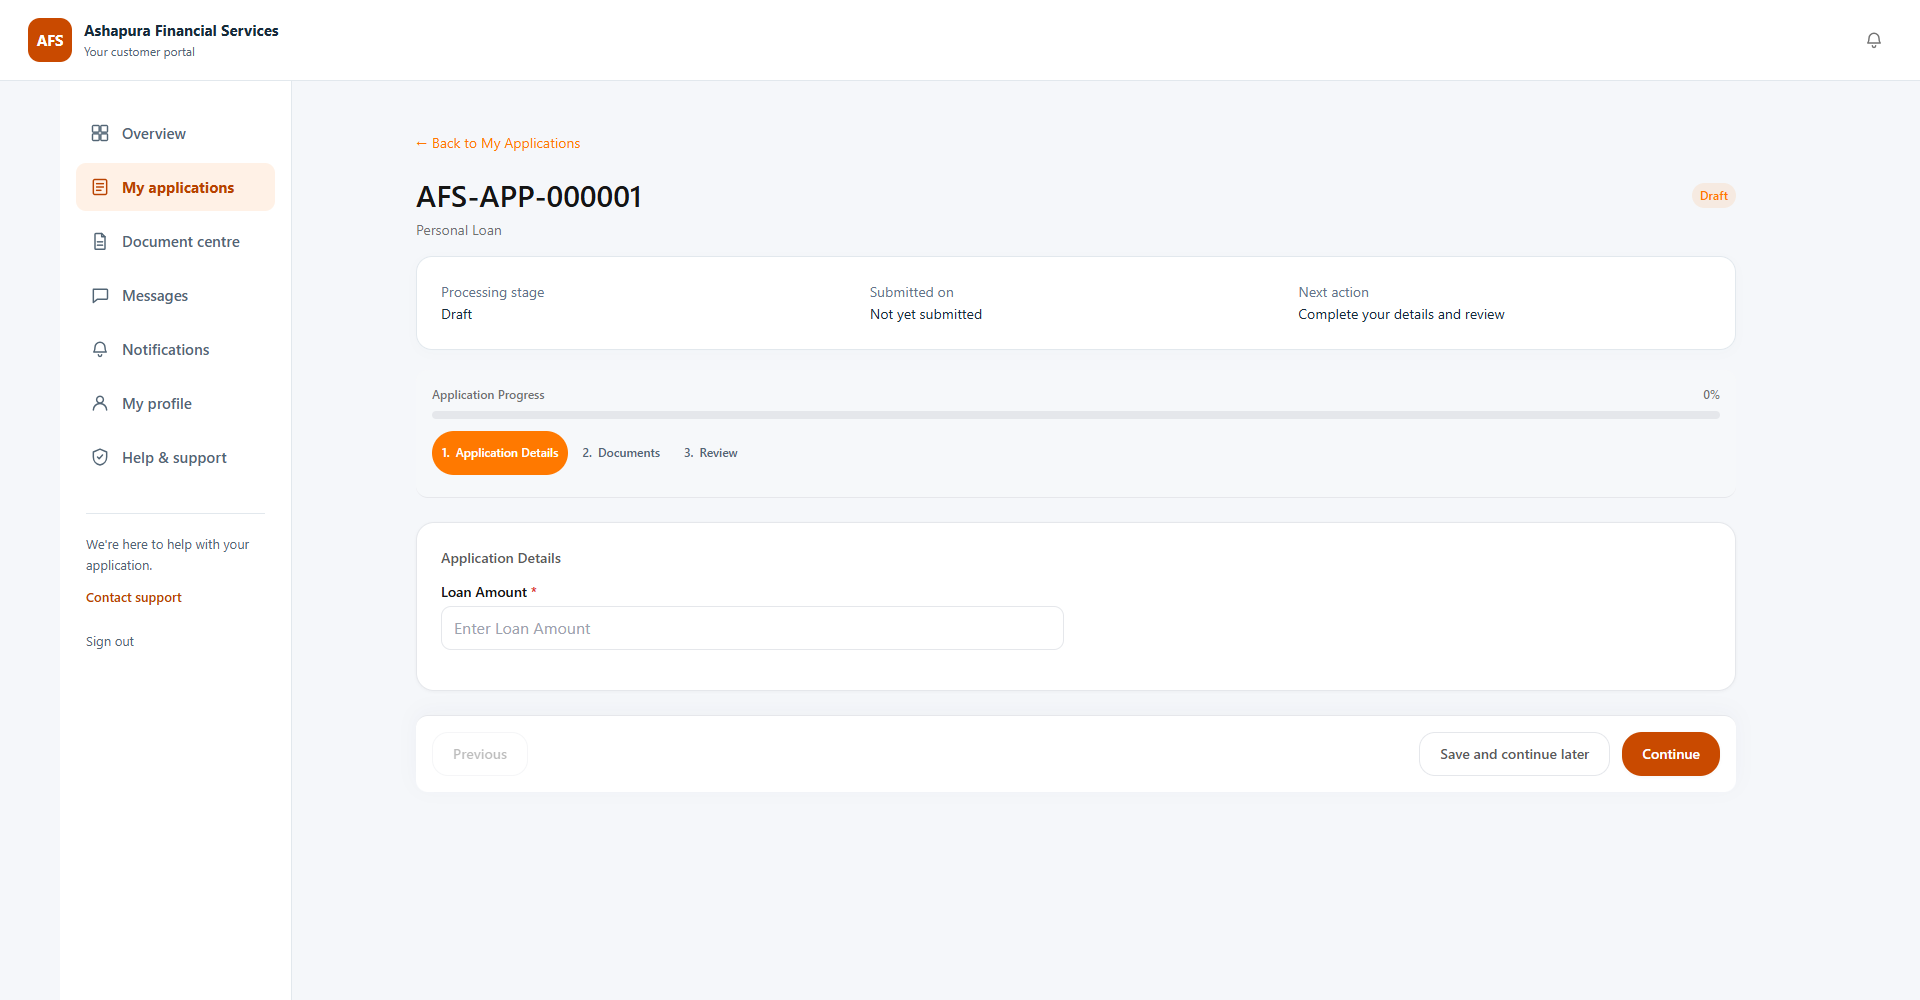 AFS
Ashapura Financial Services
Your customer portal
Overview
My applications
Document centre
Messages
Notifications
My profile
Help & support
We're here to help with your
application.
Contact support
Sign out
← Back to My Applications
AFS-APP-000001
Draft
Personal Loan
Processing stage
Draft
Submitted on
Not yet submitted
Next action
Complete your details and review
Application Progress
0%
1. Application Details
2. Documents
3. Review
Application Details
Loan Amount *
Enter Loan Amount
Previous
Save and continue later
Continue